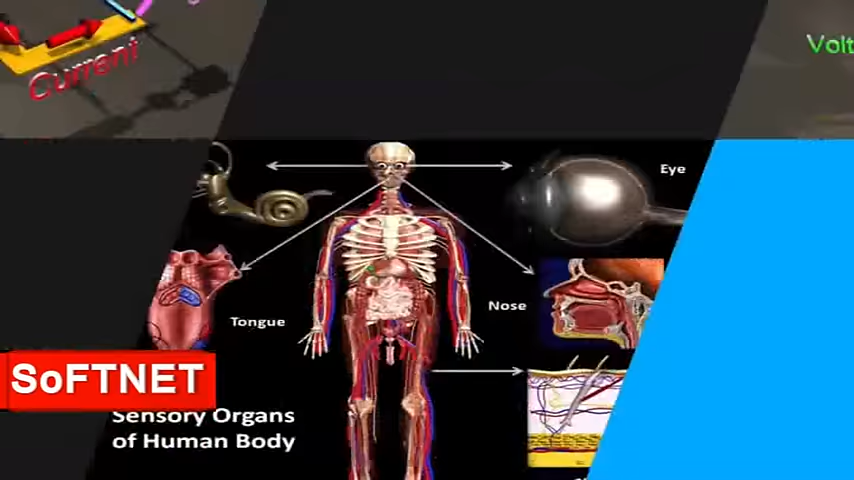 Current
Volt
Eye
Tongue
Nose
SoFTNET
Sensory Organs
of Human Body